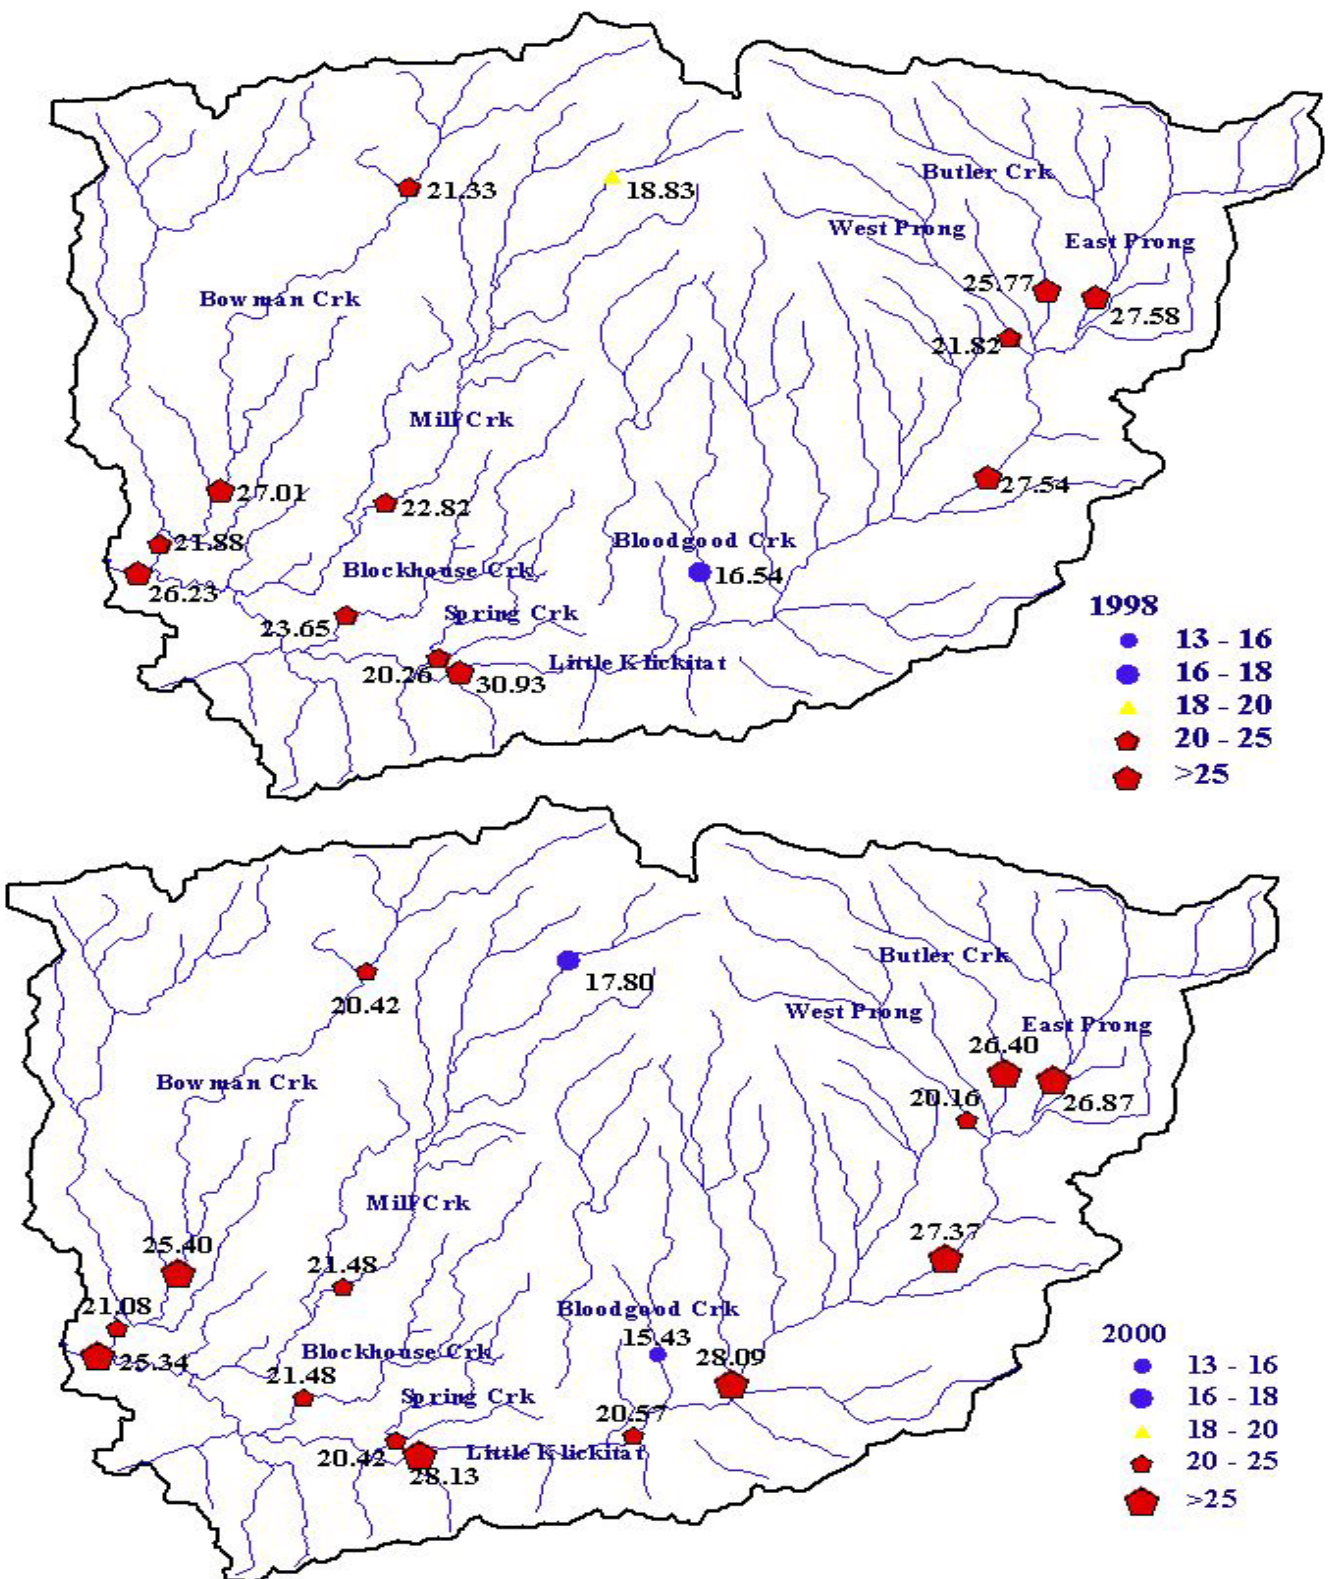 Butler Crk
21.33
18.83
West Prong
East Prong
25.77
Bowman Crk
27.58
21.82
Mill Crk
27.01
22.82
27.54
21.88
Bloodgood Crk
Blockhouse Crk
16.54
26.23
1998
23.65
Spring Crk
13 - 16
20.26
30.93
Little Klickitat
16 - 18
18 - 20
20 - 25
>25
Butler Crk
17.80
20.42
West Prong
East Prong
26.40
Bowman Crk
20.16
26.87
Mill Crk
27.37
25.40
21.48
21.08
Bloodgood Crk
15.43
2000
Blockhouse Crk
25.34
28.09
13 - 16
21.48
Spring Crk
16 - 18
20.57
18 - 20
20.42
Little Klickitat
20 - 25
28.13
>25